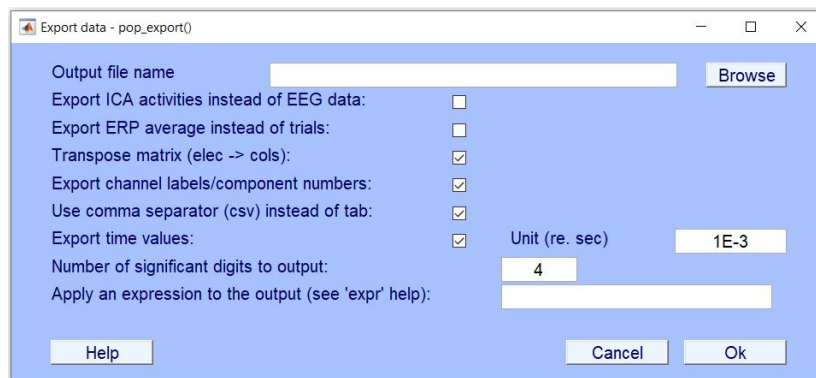 Export data - pop_export()
Output file name Browse
Export ICA activities instead of EEG data:
Export ERP average instead of trials:
Transpose matrix (elec -> cols):
Export channel labels/component numbers:
Use comma separator (csv) instead of tab:
Export time values: Unit (re. sec) 1E-3
Number of significant digits to output: 4
Apply an expression to the output (see 'expr' help):
Help Cancel Ok